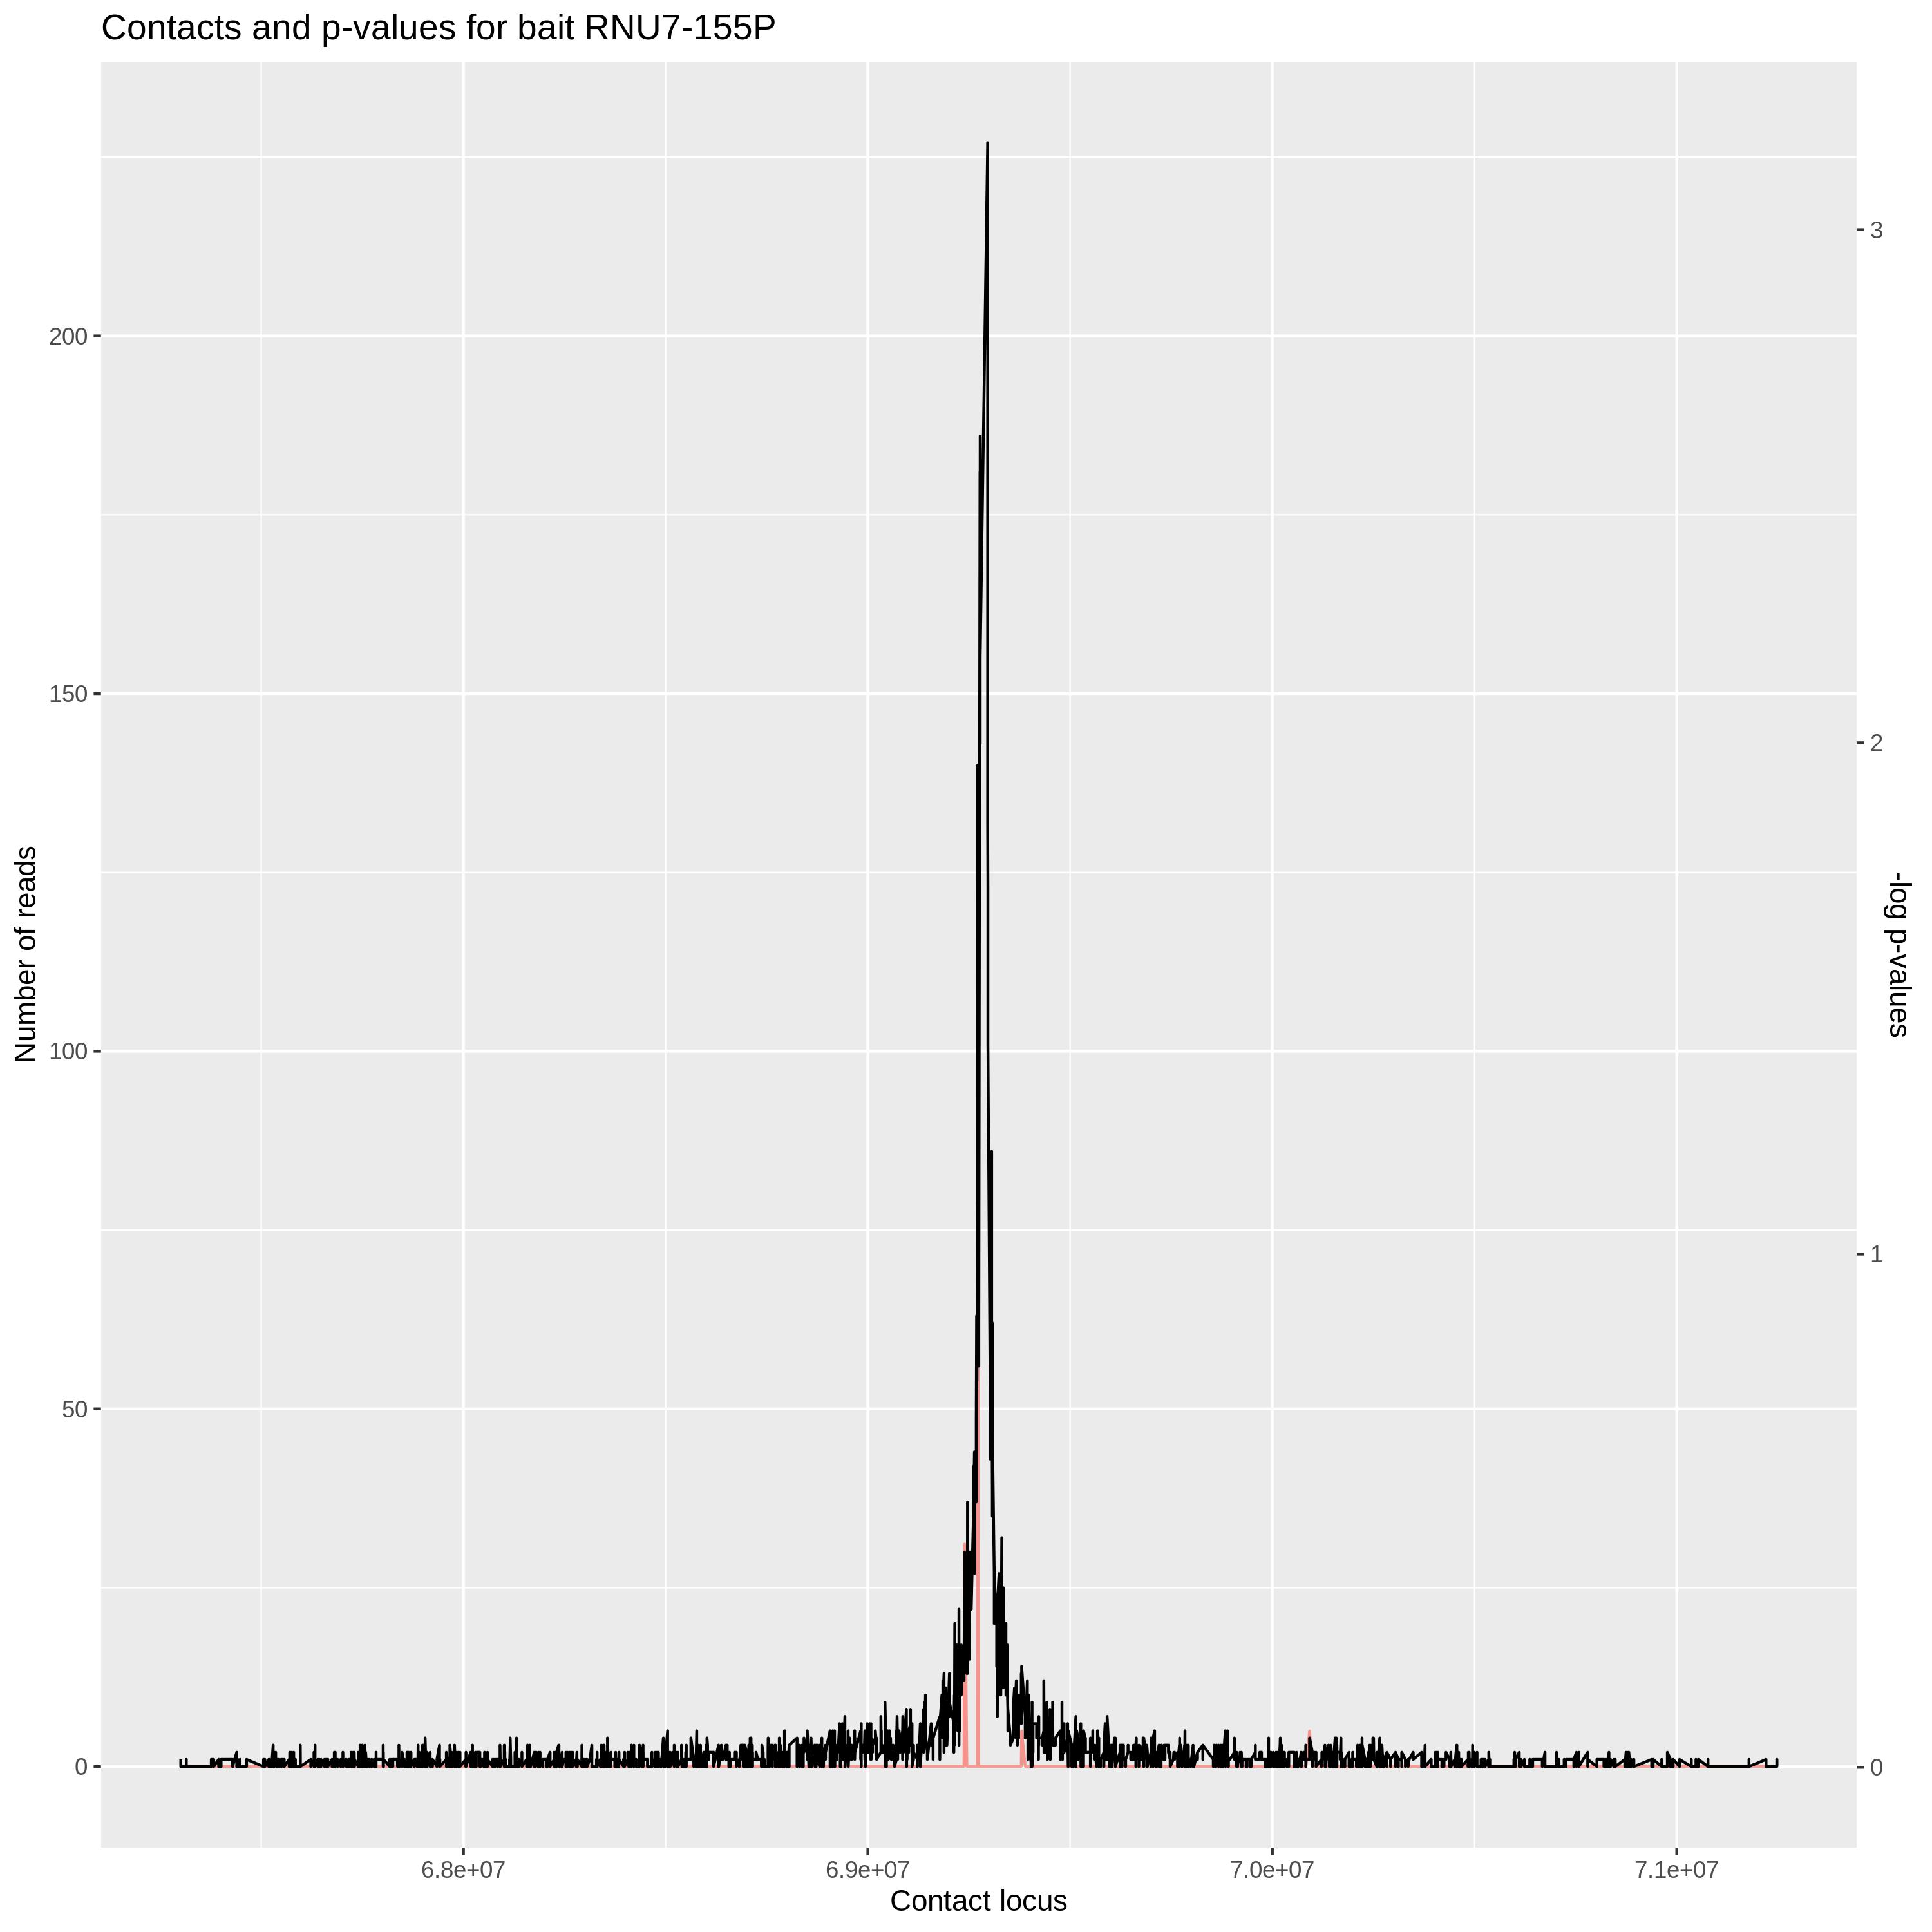 Contacts and p-values for bait RNU7-155P
Number of reads
200
150
100
50
0
3
2
1
0
-log p-values
6.8e+07
6.9e+07
7.0e+07
7.1e+07
Contact locus